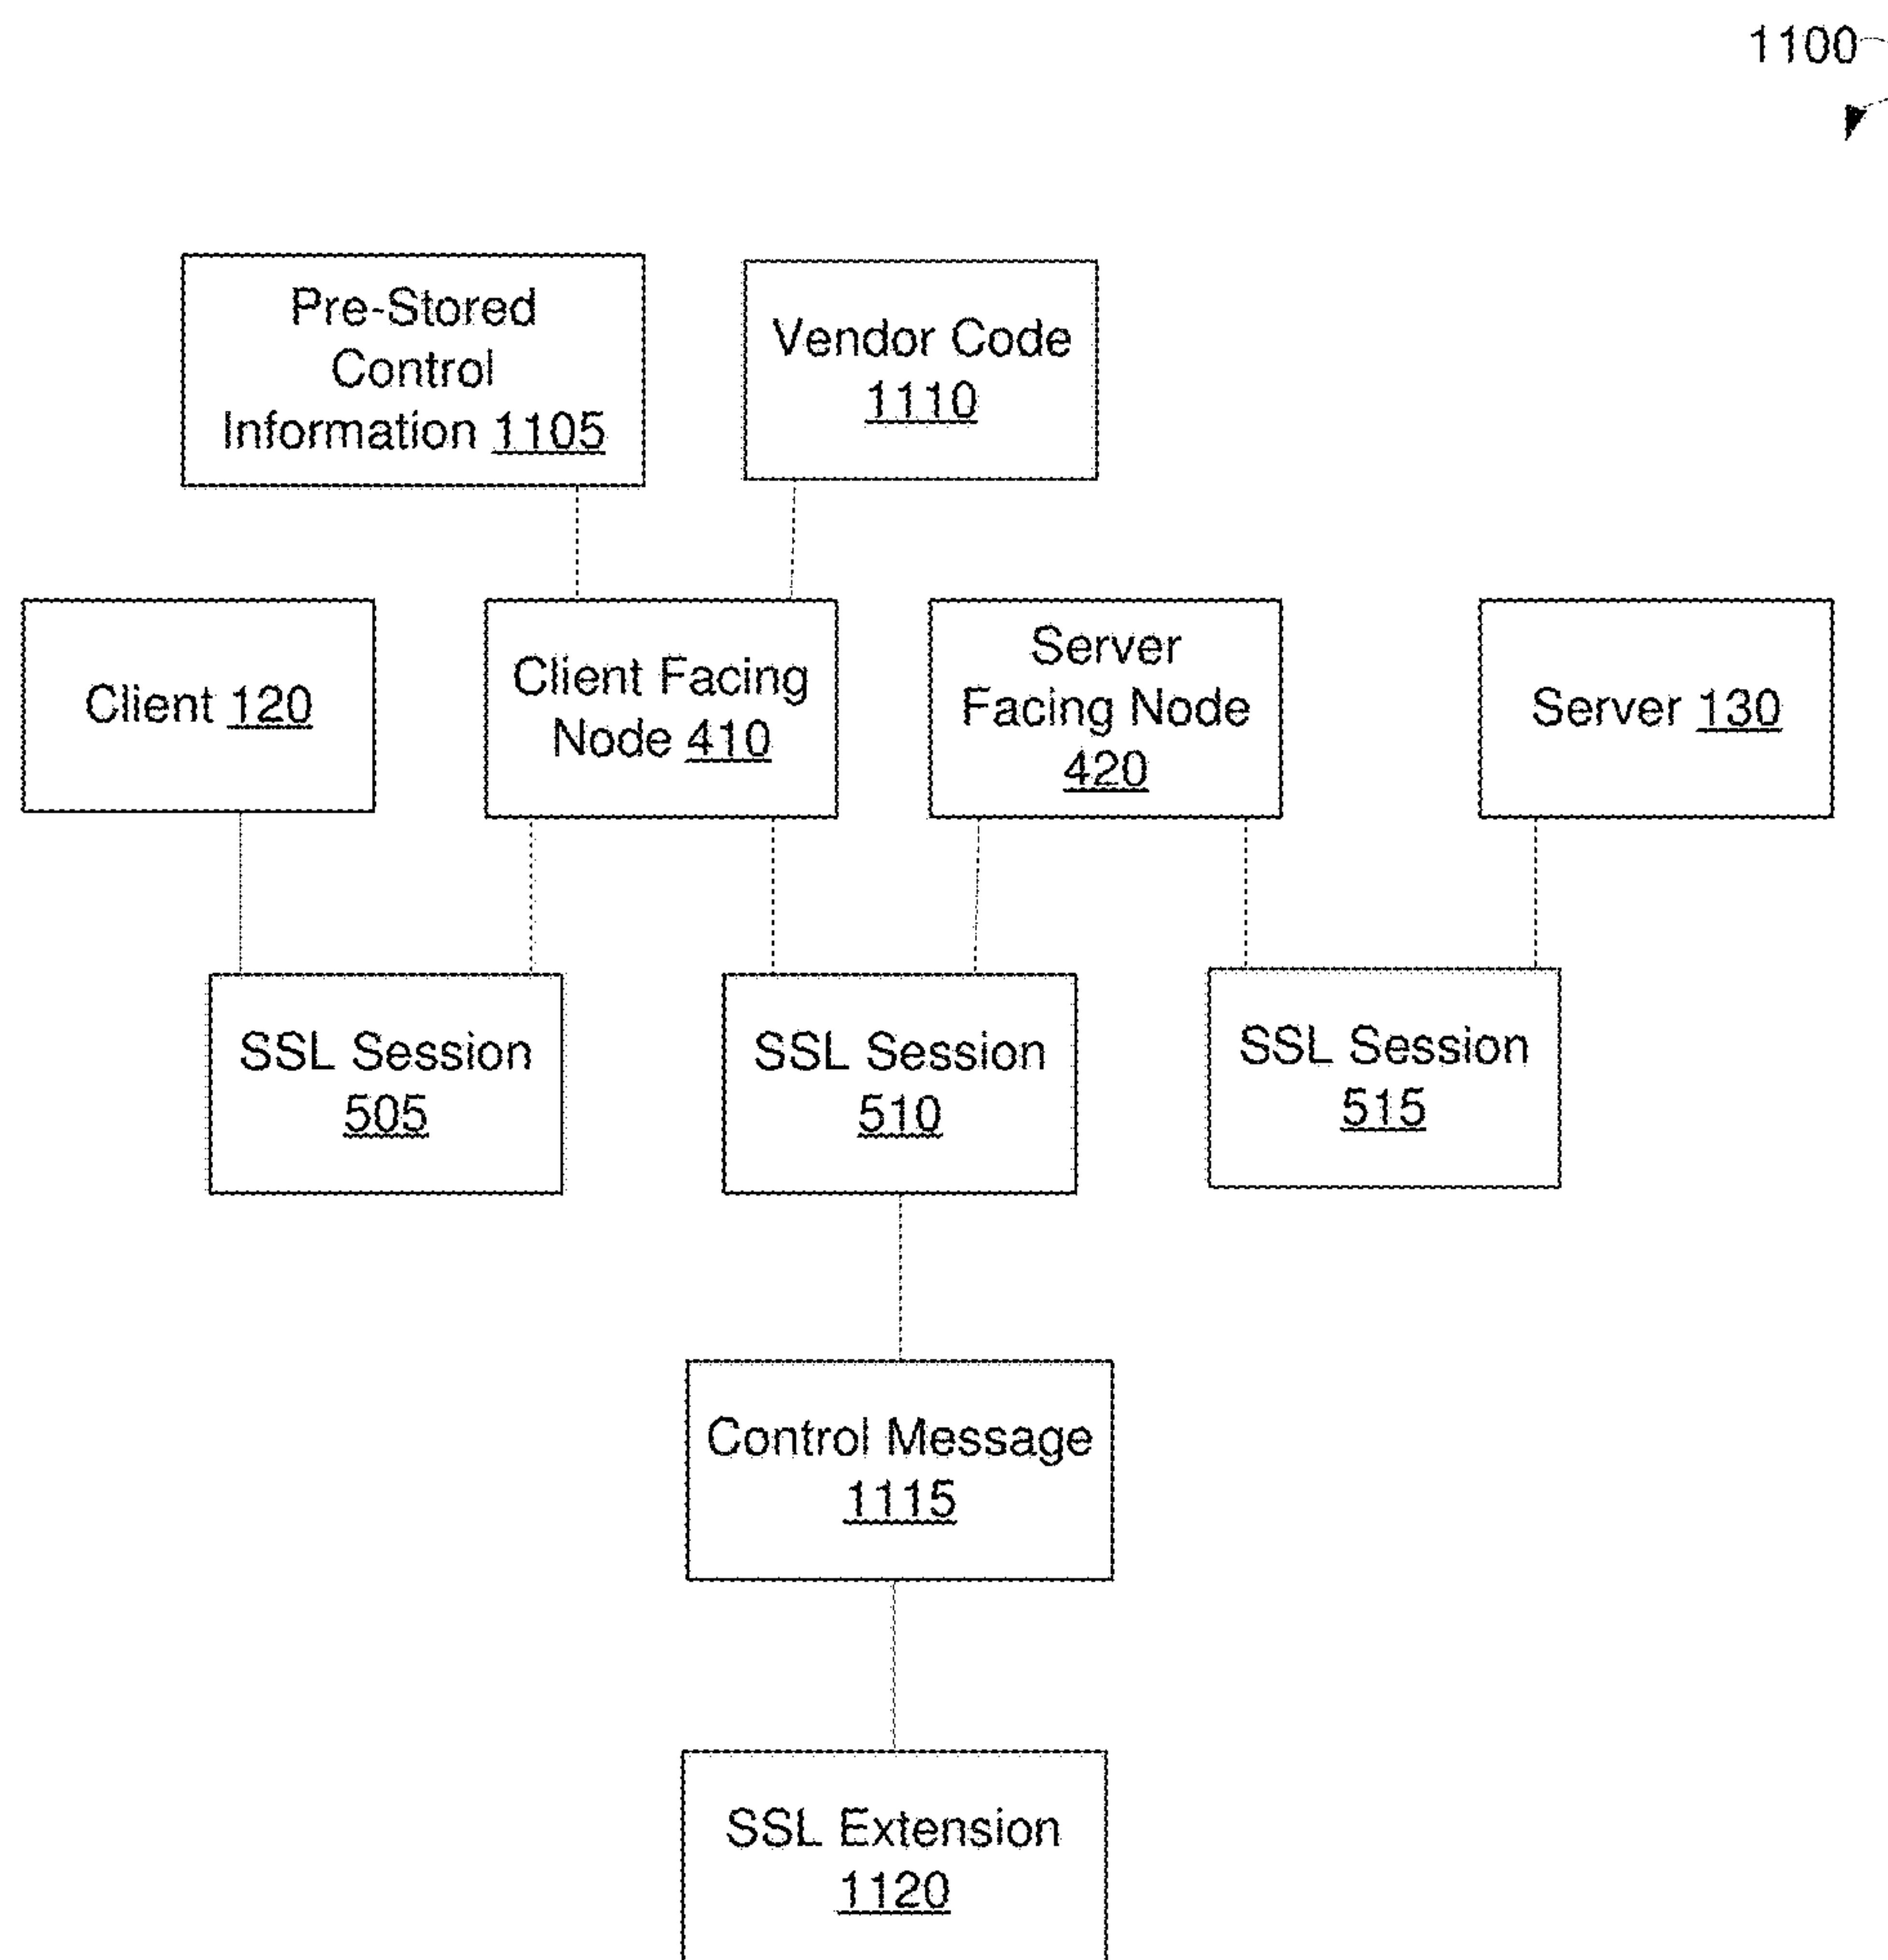 1100
Pre-Stored
Control
Information 1105
Vendor Code
1110
Client 120
Client Facing
Node 410
Server
Facing Node
420
Server 130
SSL Session
505
SSL Session
510
SSL Session
515
Control Message
1115
SSL Extension
1120